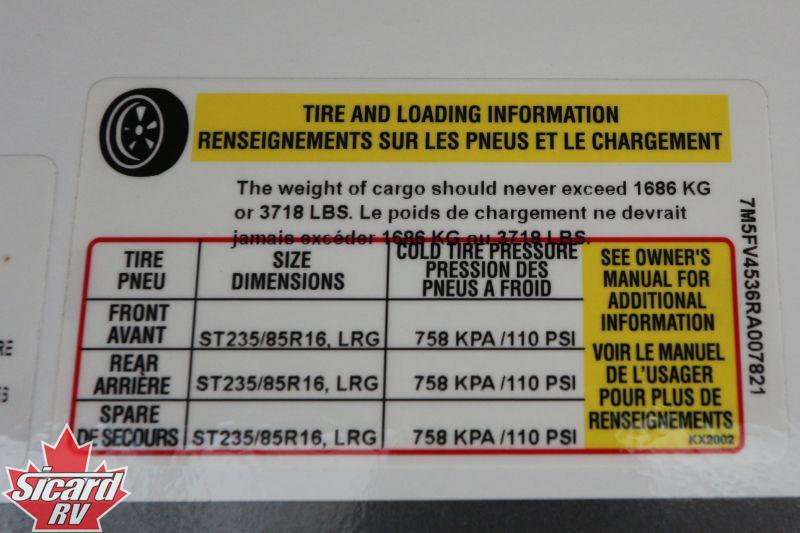 TIRE AND LOADING INFORMATION
RENSEIGNEMENTS SUR LES PNEUS ET LE CHARGEMENT
The weight of cargo should never exceed 1686 KG
or 3718 LBS. Le poids de chargement ne devrait
jamais excéder 1686 KG ou 3718 LBS.
TIRE
PNEU
SIZE
DIMENSIONS
COLD TIRE PRESSURE
PRESSION DES
PNEUS A FROID
FRONT
AVANT
ST235/85R16, LRG
758 KPA /110 PSI
REAR
ARRIÈRE
ST235/85R16, LRG
758 KPA /110 PSI
SPARE
DE SECOURS
ST235/85R16, LRG
758 KPA /110 PSI
SEE OWNER'S
MANUAL FOR
ADDITIONAL
INFORMATION
VOIR LE MANUEL
DE L'USAGER
POUR PLUS DE
RENSEIGNEMENTS
KX2002
7M5FV4536RA007821
Sicard
RV